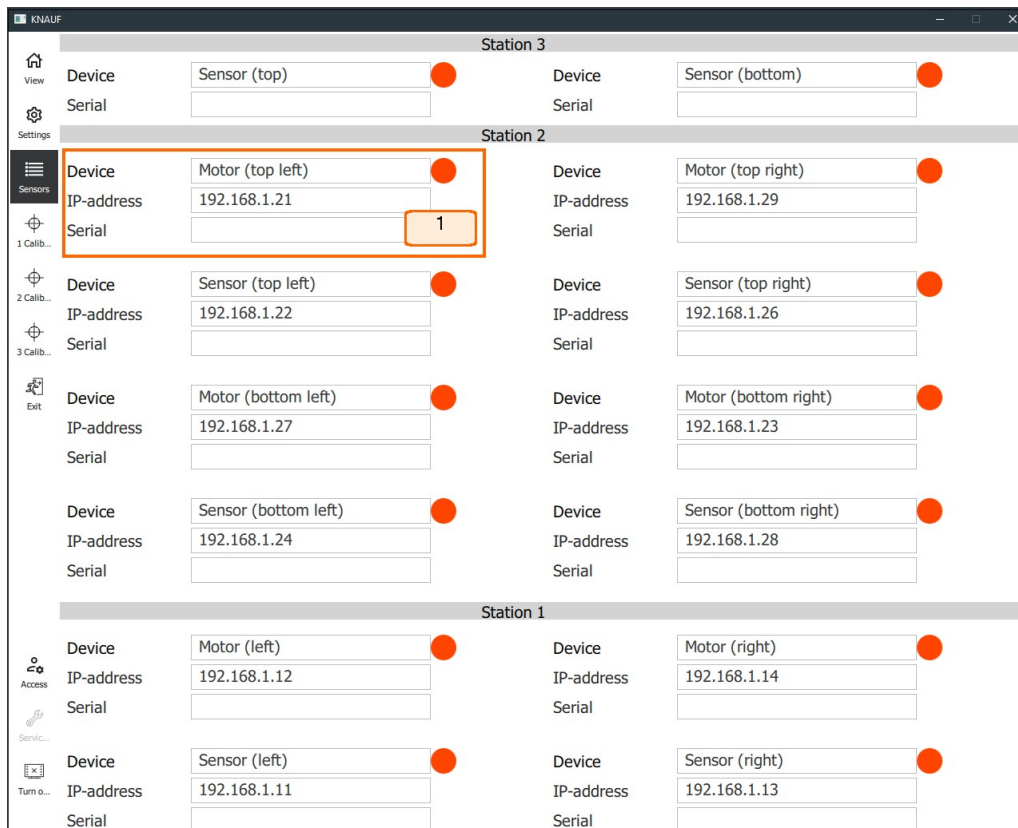 KNAUF
Station 3
View
Device Sensor (top) Device Sensor (bottom)
Serial Serial
Settings
Station 2
Sensors
Device Motor (top left) Device Motor (top right)
IP-address 192.168.1.21 IP-address 192.168.1.29
Serial 1 Serial
1 Calib...
2 Calib...
Device Sensor (top left) Device Sensor (top right)
IP-address 192.168.1.22 IP-address 192.168.1.26
Serial Serial
3 Calib...
Exit
Device Motor (bottom left) Device Motor (bottom right)
IP-address 192.168.1.27 IP-address 192.168.1.23
Serial Serial
Device Sensor (bottom left) Device Sensor (bottom right)
IP-address 192.168.1.24 IP-address 192.168.1.28
Serial Serial
Station 1
Device Motor (left) Device Motor (right)
IP-address 192.168.1.12 IP-address 192.168.1.14
Access
Serial Serial
Servic...
Device Sensor (left) Device Sensor (right)
IP-address 192.168.1.11 IP-address 192.168.1.13
Turn o...
Serial Serial